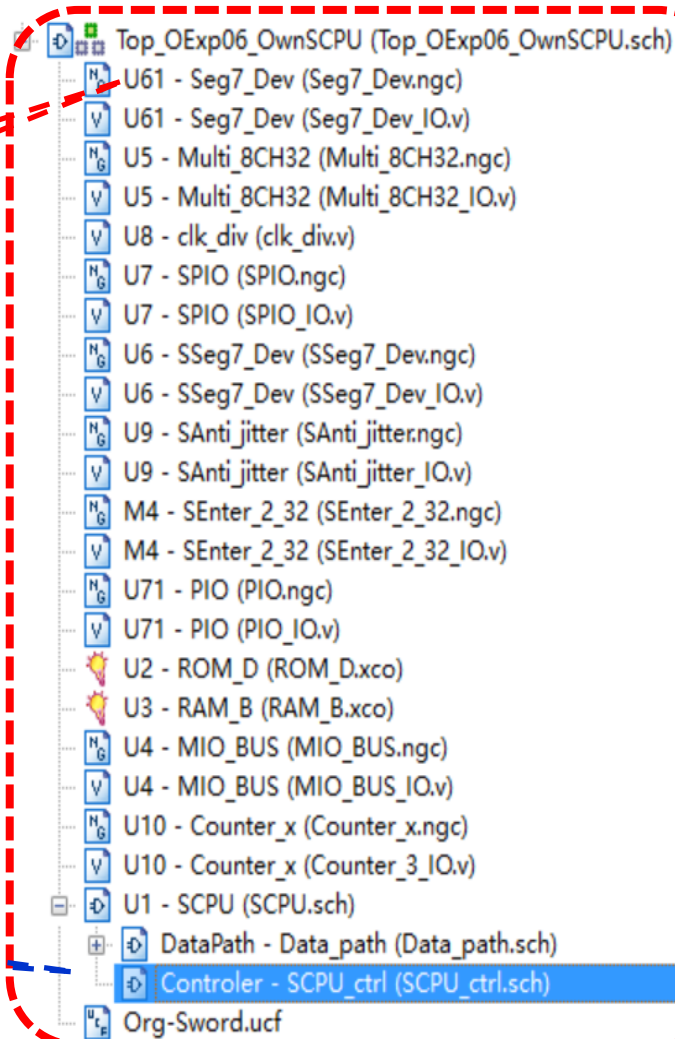 Top_OExp06_OwnSCPU (Top_OExp06_OwnSCPU.sch)
U61 - Seg7_Dev (Seg7_Dev.ngc)
U61 - Seg7_Dev (Seg7_Dev_IO.v)
U5 - Multi_8CH32 (Multi_8CH32.ngc)
U5 - Multi_8CH32 (Multi_8CH32_IO.v)
U8 - clk_div (clk_div.v)
U7 - SPIO (SPIO.ngc)
U7 - SPIO (SPIO_IO.v)
U6 - SSeg7_Dev (SSeg7_Dev.ngc)
U6 - SSeg7_Dev (SSeg7_Dev_IO.v)
U9 - SAnti_jitter (SAnti_jitter.ngc)
U9 - SAnti_jitter (SAnti_jitter_IO.v)
M4 - SEnter_2_32 (SEnter_2_32.ngc)
M4 - SEnter_2_32 (SEnter_2_32_IO.v)
U71 - PIO (PIO.ngc)
U71 - PIO (PIO_IO.v)
U2 - ROM_D (ROM_D.xco)
U3 - RAM_B (RAM_B.xco)
U4 - MIO_BUS (MIO_BUS.ngc)
U4 - MIO_BUS (MIO_BUS_IO.v)
U10 - Counter_x (Counter_x.ngc)
U10 - Counter_x (Counter_3_IO.v)
U1 - SCPU (SCPU.sch)
DataPath - Data_path (Data_path.sch)
Controler - SCPU_ctrl (SCPU_ctrl.sch)
Org-Sword.ucf